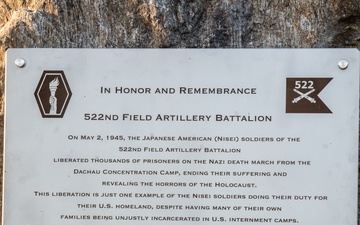 In Honor and Remembrance
522
522nd Field Artillery Battalion
On May 2, 1945, the Japanese American (Nisei) soldiers of the
522nd Field Artillery Battalion
liberated thousands of prisoners on the Nazi death march from the
Dachau Concentration Camp, ending their suffering and
revealing the horrors of the Holocaust.
This liberation is just one example of the Nisei soldiers doing their duty for
their U.S. homeland, despite having many of their own
families being unjustly incarcerated in U.S. internment camps.